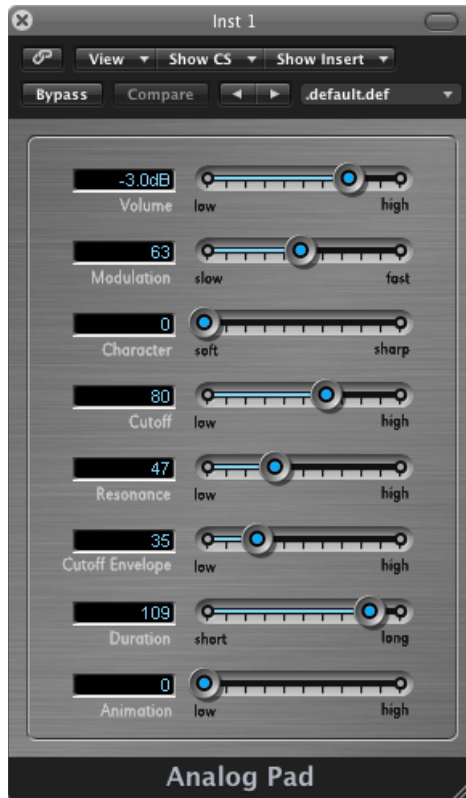 Inst 1
View Show CS Show Insert
Bypass Compare .default.def
-3.0dB
Volume low high
63
Modulation slow fast
0
Character soft sharp
80
Cutoff low high
47
Resonance low high
35
Cutoff Envelope low high
109
Duration short long
0
Animation low high
Analog Pad